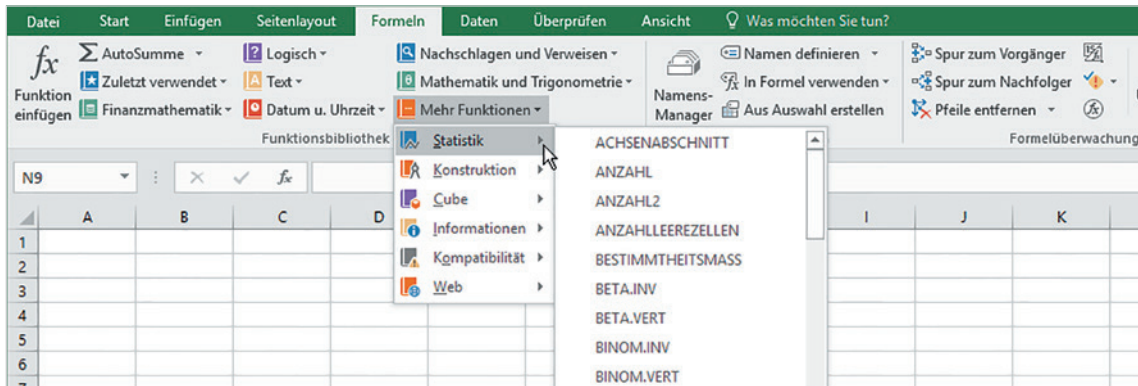 Datei Start Einfügen Seitenlayout Formeln Daten Überprüfen Ansicht Was möchten Sie tun?
fx Funktion einfügen
AutoSumme
Zuletzt verwendet
Finanzmathematik
Logisch
Text
Datum u. Uhrzeit
Nachschlagen und Verweisen
Mathematik und Trigonometrie
Mehr Funktionen
Funktionsbibliothek
Namens-
Manager
Namen definieren
In Formel verwenden
Aus Auswahl erstellen
Spur zum Vorgänger
Spur zum Nachfolger
Pfeile entfernen
Formelüberwachung
Statistik
Konstruktion
Cube
Informationen
Kompatibilität
Web
ACHSENABSCHNITT
ANZAHL
ANZAHL2
ANZAHLLEEREZELLEN
BESTIMMTHEITSMASS
BETA.INV
BETA.VERT
BINOM.INV
BINOM.VERT
N9 fx
A B C D I J K
1
2
3
4
5
6